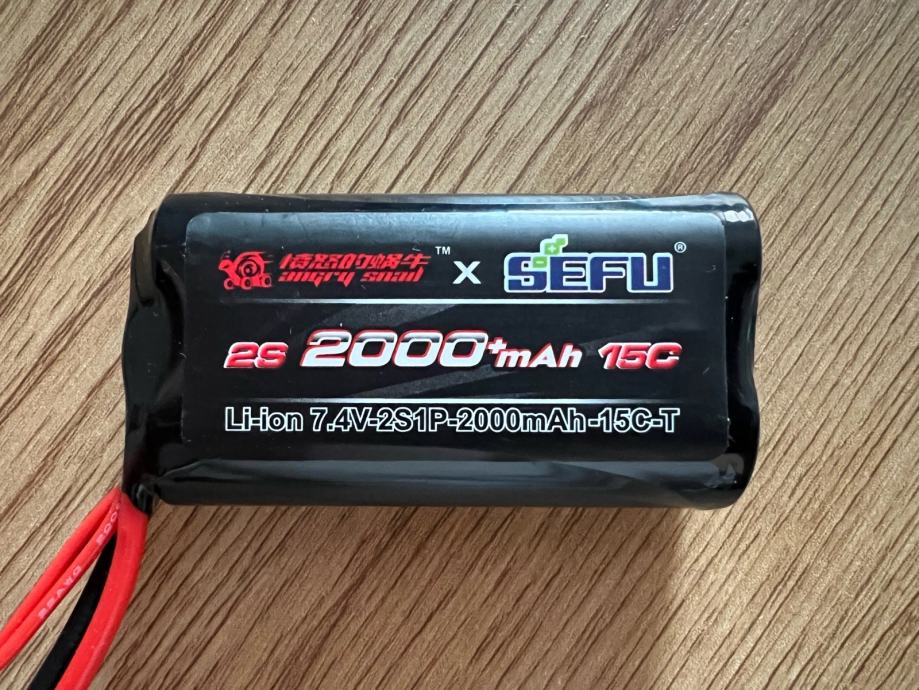 愤怒的蜗牛™
angry snail
X
SEFU®
2S 2000+mAh 15C
Li-ion 7.4V-2S1P-2000mAh-15C-T